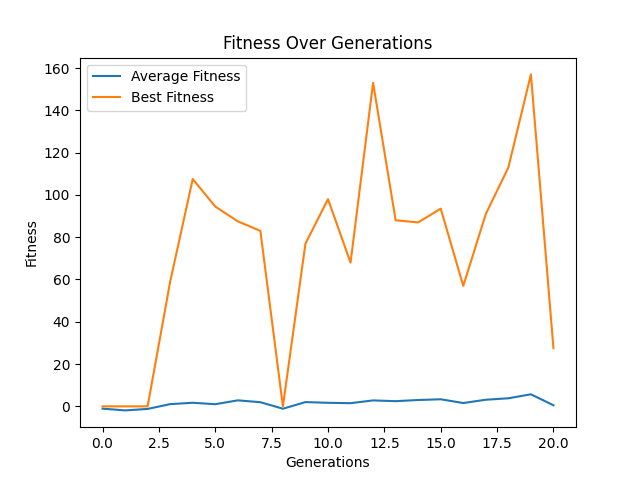 Fitness Over Generations
Average Fitness
Best Fitness
160
140
120
100
80
60
40
20
0
Fitness
0.0 2.5 5.0 7.5 10.0 12.5 15.0 17.5 20.0
Generations